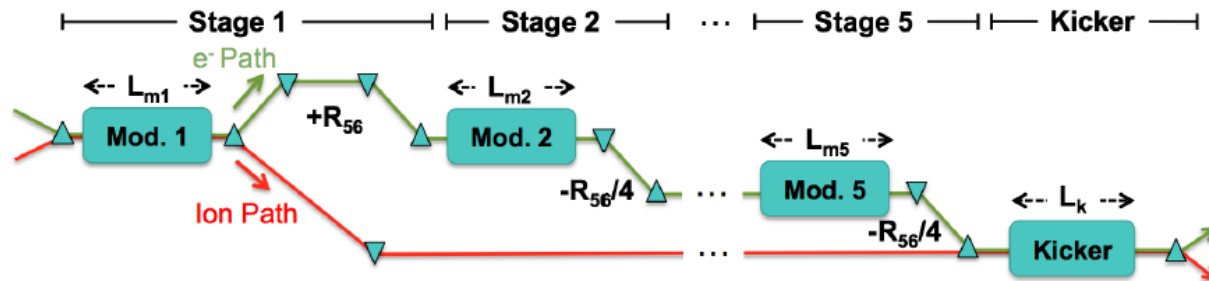 Stage 1 Stage 2 ... Stage 5 Kicker
e⁻ Path
L_m1 L_m2
+R_56
Mod. 1 Mod. 2
L_m5 L_k
Ion Path
-R_56/4 ... Mod. 5
-R_56/4
... Kicker